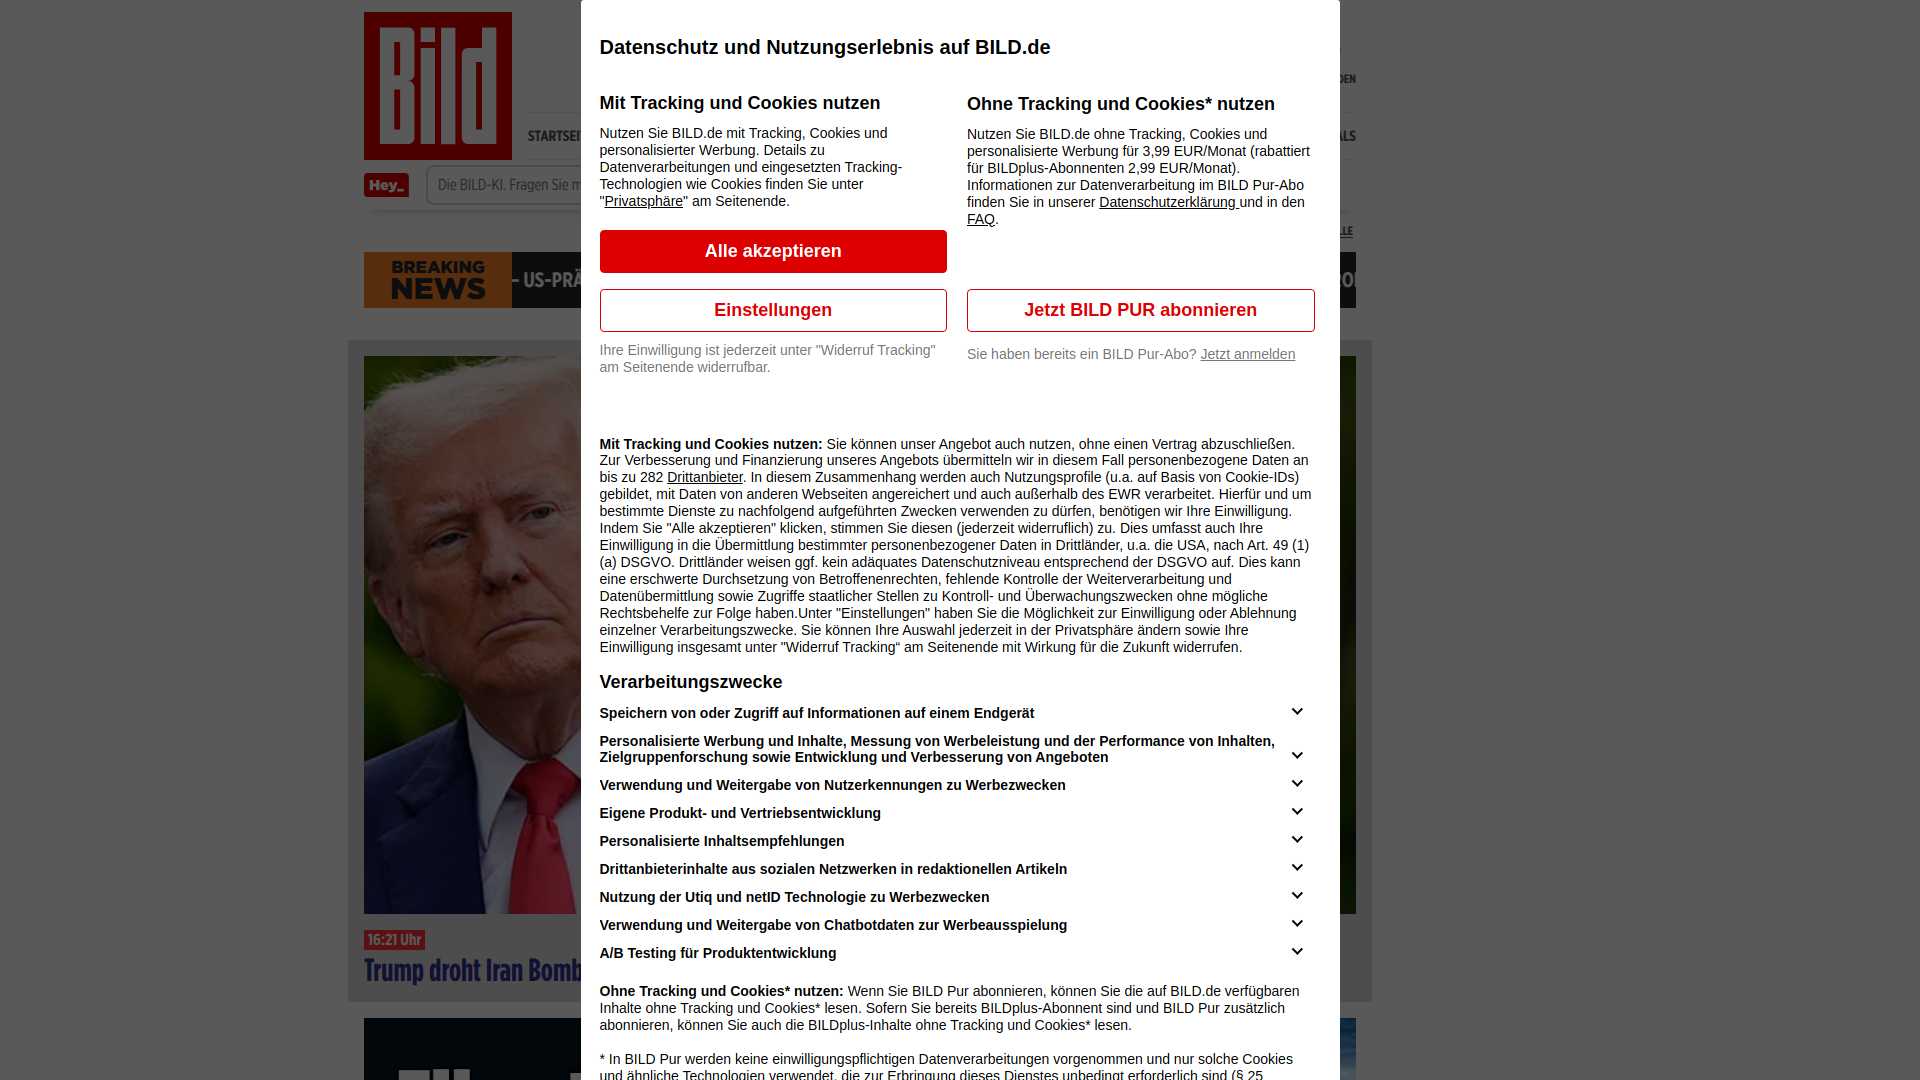 Bild
DEN
STARTSEI
ALS
Hey_
Die BILD-KI. Fragen Sie m
LLE
BREAKING
NEWS
– US-PRÄ
Datenschutz und Nutzungserlebnis auf BILD.de
Mit Tracking und Cookies nutzen
Nutzen Sie BILD.de mit Tracking, Cookies und
personalisierter Werbung. Details zu
Datenverarbeitungen und eingesetzten Tracking-
Technologien wie Cookies finden Sie unter
"Privatsphäre" am Seitenende.
Alle akzeptieren
Einstellungen
Ihre Einwilligung ist jederzeit unter "Widerruf Tracking"
am Seitenende widerrufbar.
Ohne Tracking und Cookies* nutzen
Nutzen Sie BILD.de ohne Tracking, Cookies und
personalisierte Werbung für 3,99 EUR/Monat (rabattiert
für BILDplus-Abonnenten 2,99 EUR/Monat).
Informationen zur Datenverarbeitung im BILD Pur-Abo
finden Sie in unserer Datenschutzerklärung und in den
FAQ.
Jetzt BILD PUR abonnieren
Sie haben bereits ein BILD Pur-Abo? Jetzt anmelden
Mit Tracking und Cookies nutzen: Sie können unser Angebot auch nutzen, ohne einen Vertrag abzuschließen.
Zur Verbesserung und Finanzierung unseres Angebots übermitteln wir in diesem Fall personenbezogene Daten an
bis zu 282 Drittanbieter. In diesem Zusammenhang werden auch Nutzungsprofile (u.a. auf Basis von Cookie-IDs)
gebildet, mit Daten von anderen Webseiten angereichert und auch außerhalb des EWR verarbeitet. Hierfür und um
bestimmte Dienste zu nachfolgend aufgeführten Zwecken verwenden zu dürfen, benötigen wir Ihre Einwilligung.
Indem Sie "Alle akzeptieren" klicken, stimmen Sie diesen (jederzeit widerruflich) zu. Dies umfasst auch Ihre
Einwilligung in die Übermittlung bestimmter personenbezogener Daten in Drittländer, u.a. die USA, nach Art. 49 (1)
(a) DSGVO. Drittländer weisen ggf. kein adäquates Datenschutzniveau entsprechend der DSGVO auf. Dies kann
eine erschwerte Durchsetzung von Betroffenenrechten, fehlende Kontrolle der Weiterverarbeitung und
Datenübermittlung sowie Zugriffe staatlicher Stellen zu Kontroll- und Überwachungszwecken ohne mögliche
Rechtsbehelfe zur Folge haben.Unter "Einstellungen" haben Sie die Möglichkeit zur Einwilligung oder Ablehnung
einzelner Verarbeitungszwecke. Sie können Ihre Auswahl jederzeit in der Privatsphäre ändern sowie Ihre
Einwilligung insgesamt unter "Widerruf Tracking“ am Seitenende mit Wirkung für die Zukunft widerrufen.
Verarbeitungszwecke
Speichern von oder Zugriff auf Informationen auf einem Endgerät
Personalisierte Werbung und Inhalte, Messung von Werbeleistung und der Performance von Inhalten,
Zielgruppenforschung sowie Entwicklung und Verbesserung von Angeboten
Verwendung und Weitergabe von Nutzerkennungen zu Werbezwecken
Eigene Produkt- und Vertriebsentwicklung
Personalisierte Inhaltsempfehlungen
Drittanbieterinhalte aus sozialen Netzwerken in redaktionellen Artikeln
Nutzung der Utiq und netID Technologie zu Werbezwecken
Verwendung und Weitergabe von Chatbotdaten zur Werbeausspielung
A/B Testing für Produktentwicklung
Ohne Tracking und Cookies* nutzen: Wenn Sie BILD Pur abonnieren, können Sie die auf BILD.de verfügbaren
Inhalte ohne Tracking und Cookies* lesen. Sofern Sie bereits BILDplus-Abonnent sind und BILD Pur zusätzlich
abonnieren, können Sie auch die BILDplus-Inhalte ohne Tracking und Cookies* lesen.
* In BILD Pur werden keine einwilligungspflichtigen Datenverarbeitungen vorgenommen und nur solche Cookies
und ähnliche Technologien verwendet, die zur Erbringung dieses Dienstes unbedingt erforderlich sind (§ 25
16:21 Uhr
Trump droht Iran Bomb